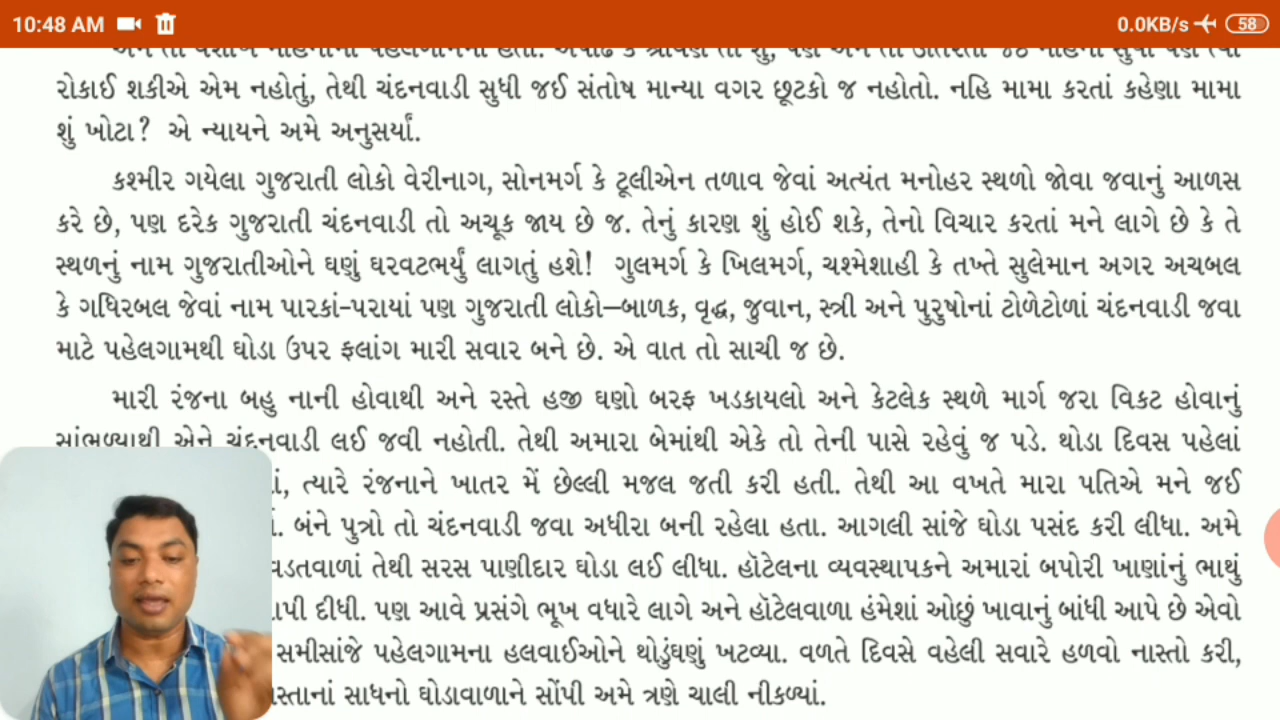 10:48 AM
0.0KB/s 58
રોકાઈ શકીએ એમ નહોતું, તેથી ચંદનવાડી સુધી જઈ સંતોષ માન્યા વગર છૂટકો જ નહોતો. નહિ મામા કરતાં કહેણા મામા
શું ખોટા? એ ન્યાયને અમે અનુસર્યાં.
કશ્મીર ગયેલા ગુજરાતી લોકો વેરીનાગ, સોનમર્ગ કે ટૂલીએન તળાવ જેવાં અત્યંત મનોહર સ્થળો જોવા જવાનું આળસ
કરે છે, પણ દરેક ગુજરાતી ચંદનવાડી તો અચૂક જાય છે જ. તેનું કારણ શું હોઈ શકે, તેનો વિચાર કરતાં મને લાગે છે કે તે
સ્થળનું નામ ગુજરાતીઓને ઘણું ઘરવટભર્યું લાગતું હશે! ગુલમર્ગ કે ખિલમર્ગ, ચશ્મેશાહી કે તખ્તે સુલેમાન અગર અચબલ
કે ગધિરબલ જેવાં નામ પારકાં-પરાયાં પણ ગુજરાતી લોકો–બાળક, વૃદ્ધ, જુવાન, સ્ત્રી અને પુરુષોનાં ટોળેટોળાં ચંદનવાડી જવા
માટે પહેલગામથી ઘોડા ઉપર ફલાંગ મારી સવાર બને છે. એ વાત તો સાચી જ છે.
મારી રંજના બહુ નાની હોવાથી અને રસ્તે હજી ઘણો બરફ ખડકાયલો અને કેટલેક સ્થળે માર્ગ જરા વિકટ હોવાનું
સાંભળ્યાથી એને ચંદનવાડી લઈ જવી નહોતી. તેથી અમારા બેમાંથી એકે તો તેની પાસે રહેવું જ પડે. થોડા દિવસ પહેલાં
ત્યારે રંજનાને ખાતર મેં છેલ્લી મજલ જતી કરી હતી. તેથી આ વખતે મારા પતિએ મને જઈ
બંને પુત્રો તો ચંદનવાડી જવા અધીરા બની રહેલા હતા. આગલી સાંજે ઘોડા પસંદ કરી લીધા. અમે
તેથી સરસ પાણીદાર ઘોડા લઈ લીધા. હૉટેલના વ્યવસ્થાપકને અમારાં બપોરી ખાણાંનું ભાથું
દીધી. પણ આવે પ્રસંગે ભૂખ વધારે લાગે અને હૉટેલવાળા હંમેશાં ઓછું ખાવાનું બાંધી આપે છે એવો
સમીસાંજે પહેલગામના હલવાઈઓને થોડુંઘણું ખટવ્યા. વળતે દિવસે વહેલી સવારે હળવો નાસ્તો કરી,
સાધનો ઘોડાવાળાને સોંપી અમે ત્રણે ચાલી નીકળ્યાં.